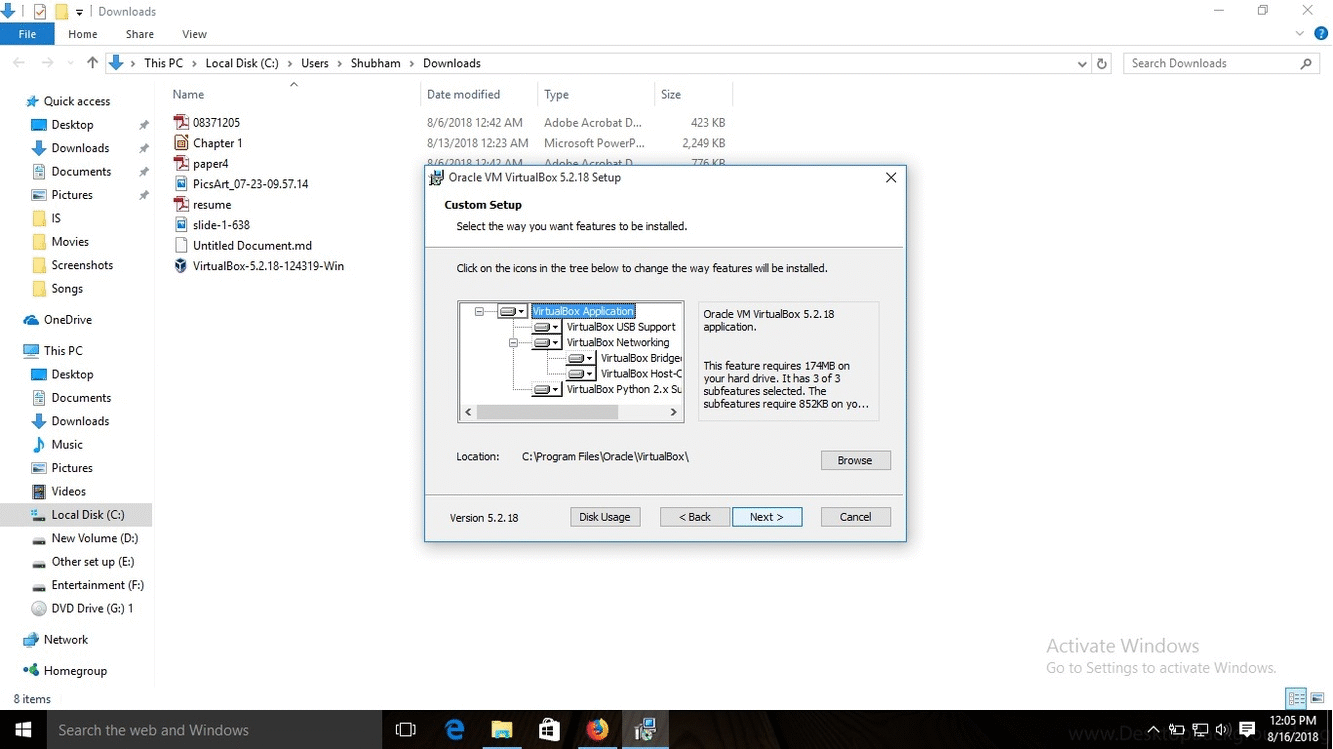 Downloads
File Home Share View
This PC Local Disk (C:) Users Shubham Downloads
Search Downloads
Name Date modified Type Size
Quick access
Desktop
Downloads
Documents
Pictures
IS
Movies
Screenshots
Songs
OneDrive
This PC
Desktop
Documents
Downloads
Music
Pictures
Videos
Local Disk (C:)
New Volume (D:)
Other set up (E:)
Entertainment (F:)
DVD Drive (G:) 1
Network
Homegroup
08371205 8/6/2018 12:42 AM Adobe Acrobat D... 423 KB
Chapter 1 8/13/2018 12:23 AM Microsoft PowerP... 2,249 KB
paper4 8/6/2018 12:42 AM Adobe Acrobat D... 776 KB
PicsArt_07-23-09.57.14
resume
slide-1-638
Untitled Document.md
VirtualBox-5.2.18-124319-Win
Oracle VM VirtualBox 5.2.18 Setup
Custom Setup
Select the way you want features to be installed.
Click on the icons in the tree below to change the way features will be installed.
VirtualBox Application
VirtualBox USB Support
VirtualBox Networking
VirtualBox Bridge
VirtualBox Host-
VirtualBox Python 2.x Su
Oracle VM VirtualBox 5.2.18
application.
This feature requires 174MB on
your hard drive. It has 3 of 3
subfeatures selected. The
subfeatures require 852KB on yo...
Location: C:\Program Files\Oracle\VirtualBox\
Browse
Version 5.2.18
Disk Usage < Back Next > Cancel
Activate Windows
Go to Settings to activate Windows.
8 items
Search the web and Windows
12:05 PM
8/16/2018